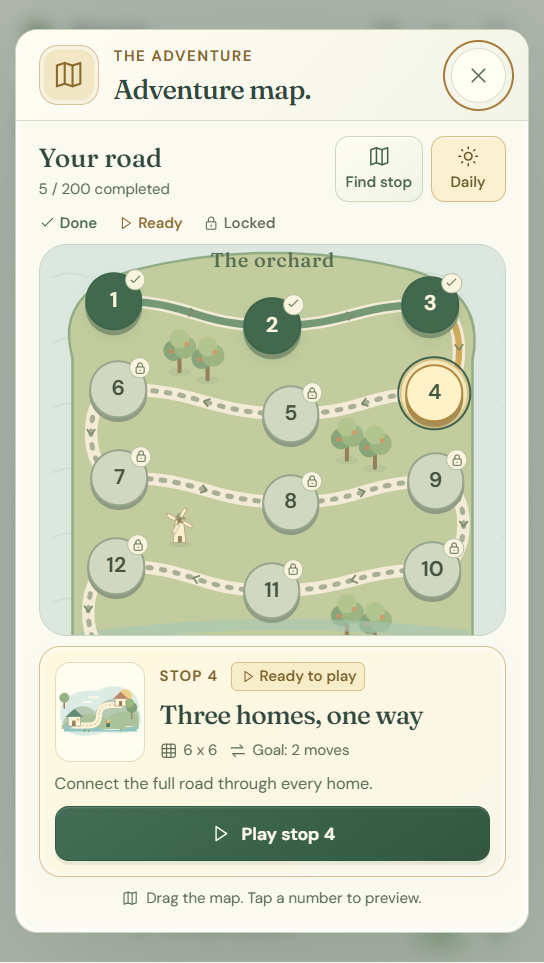 THE ADVENTURE
Adventure map.
Your road
5 / 200 completed
Find stop
Daily
Done
Ready
Locked
The orchard
1
2
3
6
5
4
7
8
9
12
11
10
STOP 4
Ready to play
Three homes, one way
6 x 6
Goal: 2 moves
Connect the full road through every home.
Play stop 4
Drag the map. Tap a number to preview.